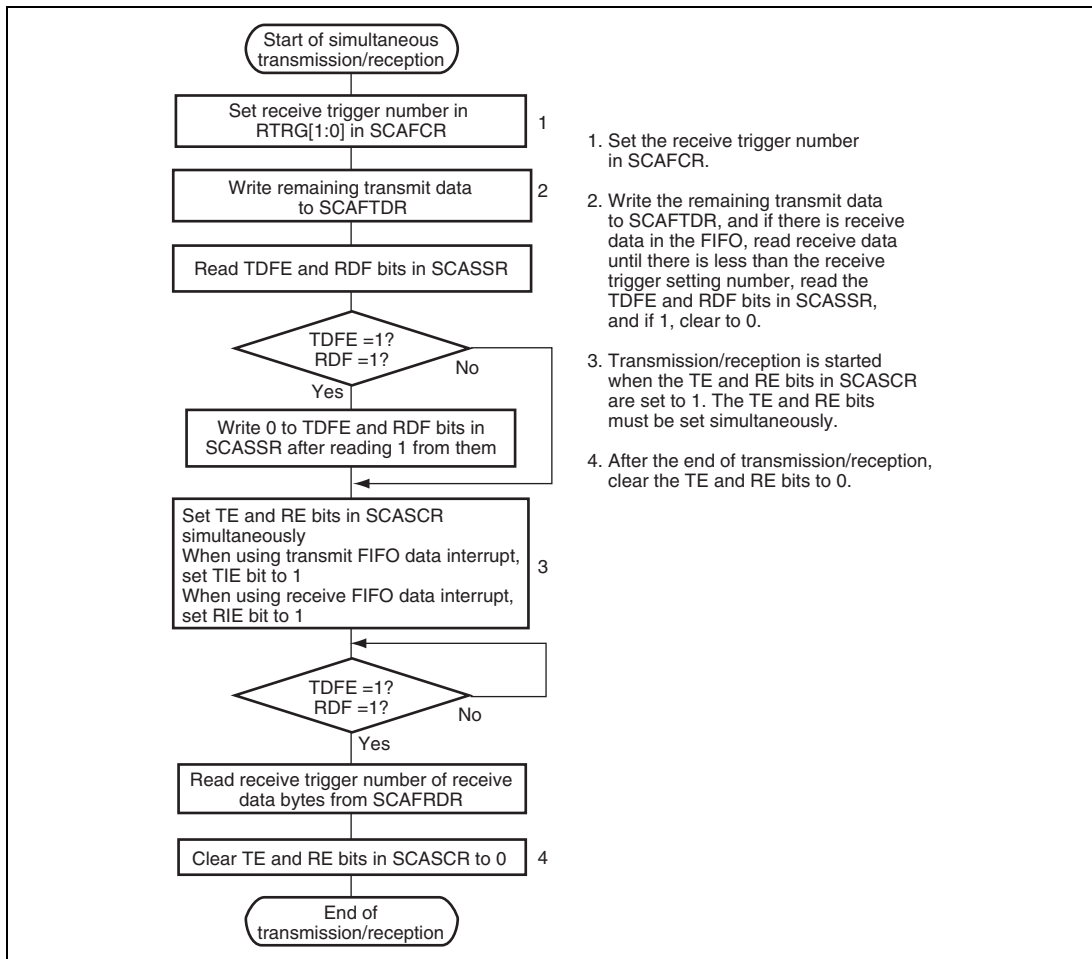 Start of simultaneous
transmission/reception
Set receive trigger number in
RTRG[1:0] in SCAFCR
1
Write remaining transmit data
to SCAFTDR
2
Read TDFE and RDF bits in SCASSR
TDFE =1?
RDF =1?
No
Yes
Write 0 to TDFE and RDF bits in
SCASSR after reading 1 from them
Set TE and RE bits in SCASCR
simultaneously
When using transmit FIFO data interrupt,
set TIE bit to 1
When using receive FIFO data interrupt,
set RIE bit to 1
3
TDFE =1?
RDF =1?
No
Yes
Read receive trigger number of receive
data bytes from SCAFRDR
Clear TE and RE bits in SCASCR to 0
4
End of
transmission/reception
1. Set the receive trigger number
in SCAFCR.
2. Write the remaining transmit data
to SCAFTDR, and if there is receive
data in the FIFO, read receive data
until there is less than the receive
trigger setting number, read the
TDFE and RDF bits in SCASSR,
and if 1, clear to 0.
3. Transmission/reception is started
when the TE and RE bits in SCASCR
are set to 1. The TE and RE bits
must be set simultaneously.
4. After the end of transmission/reception,
clear the TE and RE bits to 0.